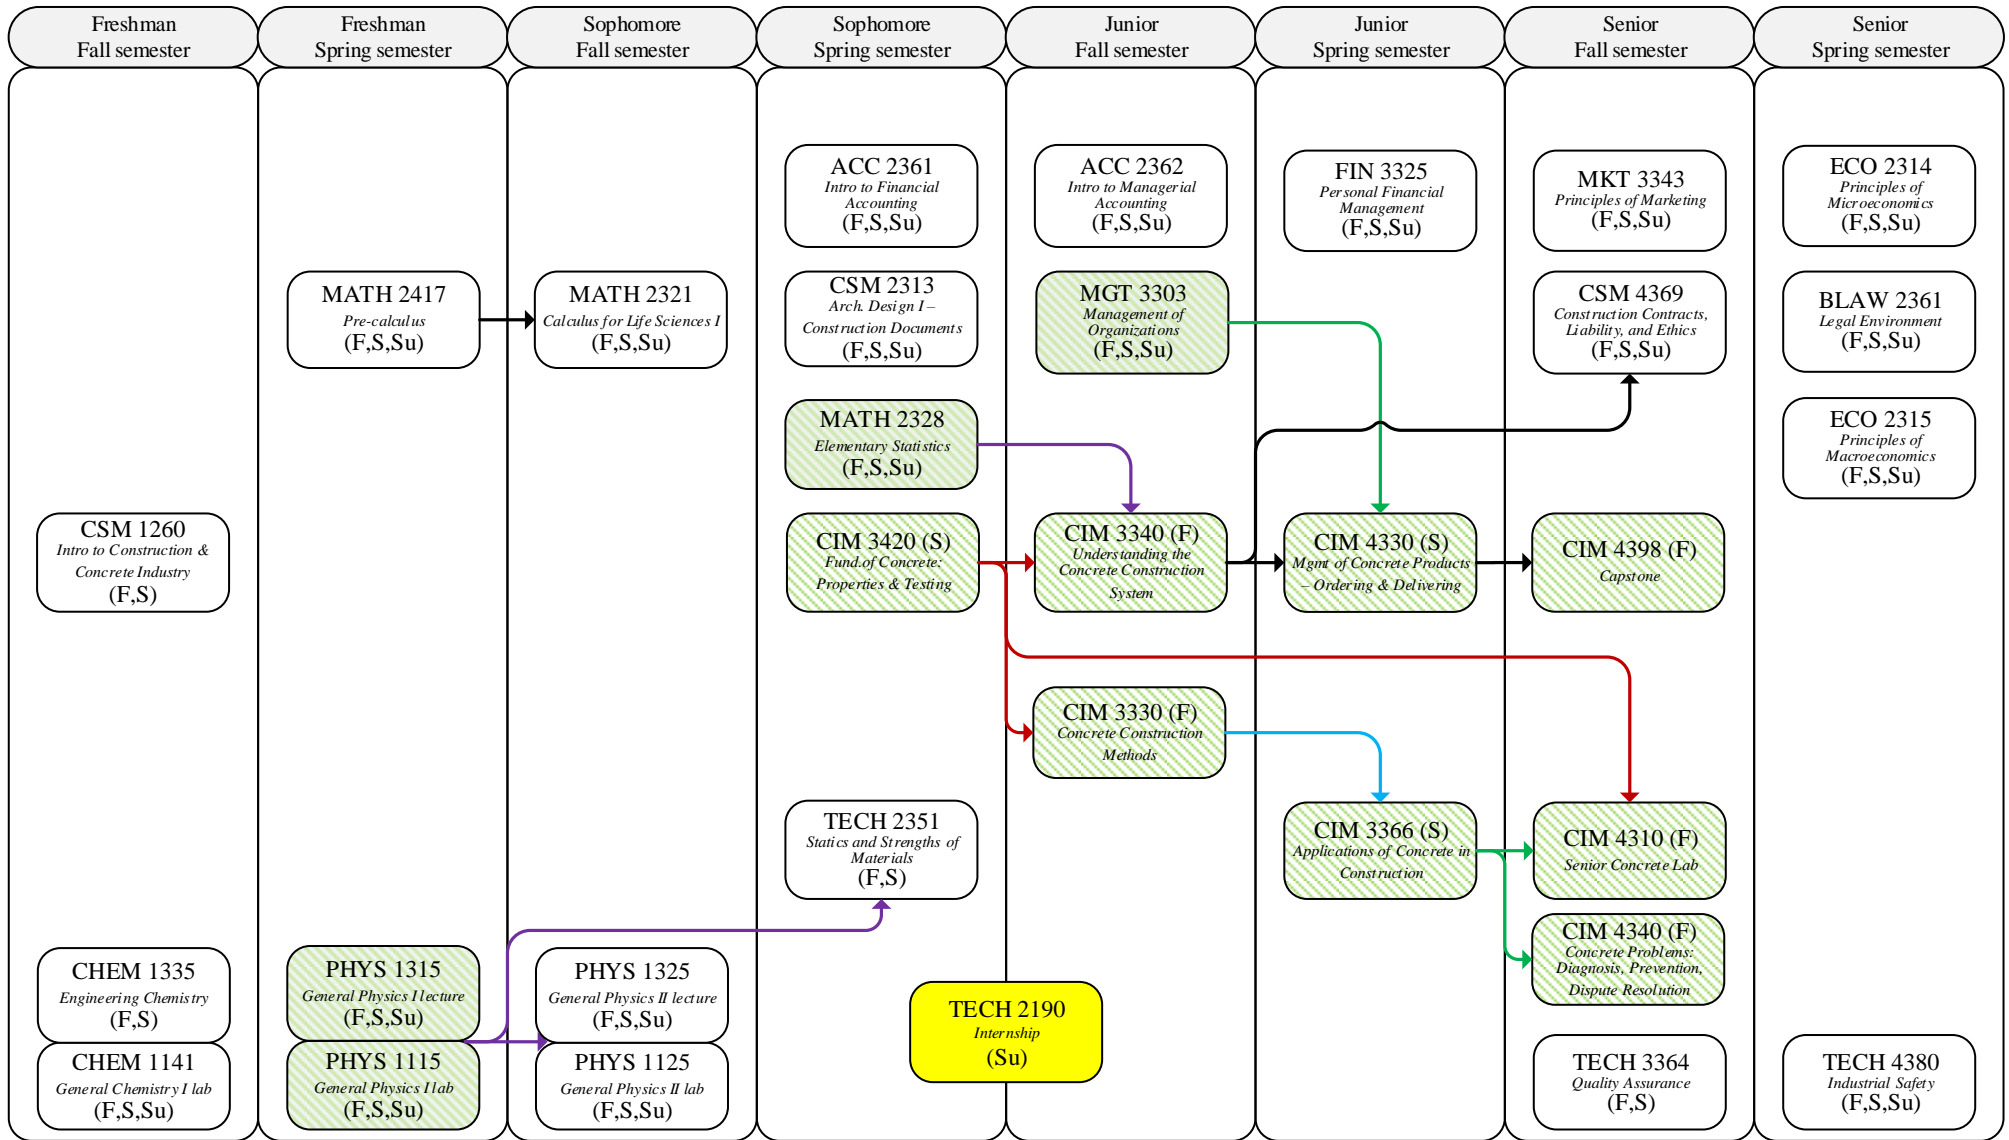 Freshman
Fall semester
Freshman
Spring semester
Sophomore
Fall semester
Sophomore
Spring semester
Junior
Fall semester
Junior
Spring semester
Senior
Fall semester
Senior
Spring semester
CSM 1260
Intro to Construction &
Concrete Industry
(F,S)
CHEM 1335
Engineering Chemistry
(F,S)
CHEM 1141
General Chemistry I lab
(F,S,Su)
MATH 2417
Pre-calculus
(F,S,Su)
PHYS 1315
General Physics I lecture
(F,S,Su)
PHYS 1115
General Physics I lab
(F,S,Su)
MATH 2321
Calculus for Life Sciences I
(F,S,Su)
PHYS 1325
General Physics II lecture
(F,S,Su)
PHYS 1125
General Physics II lab
(F,S,Su)
ACC 2361
Intro to Financial
Accounting
(F,S,Su)
CSM 2313
Arch. Design I –
Construction Documents
(F,S,Su)
MATH 2328
Elementary Statistics
(F,S,Su)
CIM 3420 (S)
Fund.of Concrete:
Properties & Testing
TECH 2351
Statics and Strengths of
Materials
(F,S)
TECH 2190
Internship
(Su)
ACC 2362
Intro to Managerial
Accounting
(F,S,Su)
MGT 3303
Management of
Organizations
(F,S,Su)
CIM 3340 (F)
Understanding the
Concrete Construction
System
CIM 3330 (F)
Concrete Construction
Methods
FIN 3325
Personal Financial
Management
(F,S,Su)
CIM 4330 (S)
Mgmt of Concrete Products
– Ordering & Delivering
CIM 3366 (S)
Applications of Concrete in
Construction
MKT 3343
Principles of Marketing
(F,S,Su)
CSM 4369
Construction Contracts,
Liability, and Ethics
(F,S,Su)
CIM 4398 (F)
Capstone
CIM 4310 (F)
Senior Concrete Lab
CIM 4340 (F)
Concrete Problems:
Diagnosis, Prevention,
Dispute Resolution
TECH 3364
Quality Assurance
(F,S)
ECO 2314
Principles of
Microeconomics
(F,S,Su)
BLAW 2361
Legal Environment
(F,S,Su)
ECO 2315
Principles of
Macroeconomics
(F,S,Su)
TECH 4380
Industrial Safety
(F,S,Su)